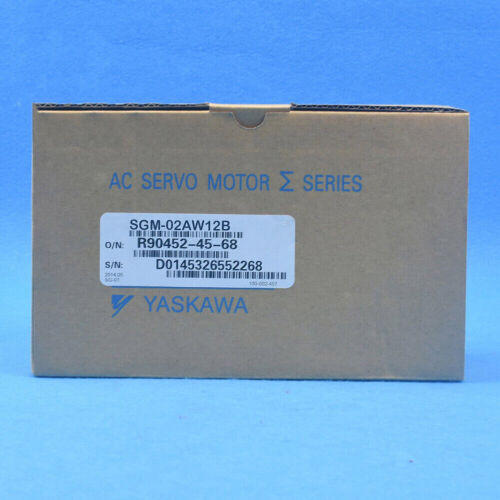 AC SERVO MOTOR Σ SERIES
SGM-02AW12B
O/N: R90452-45-68
S/N: D0145326552268
YASKAWA